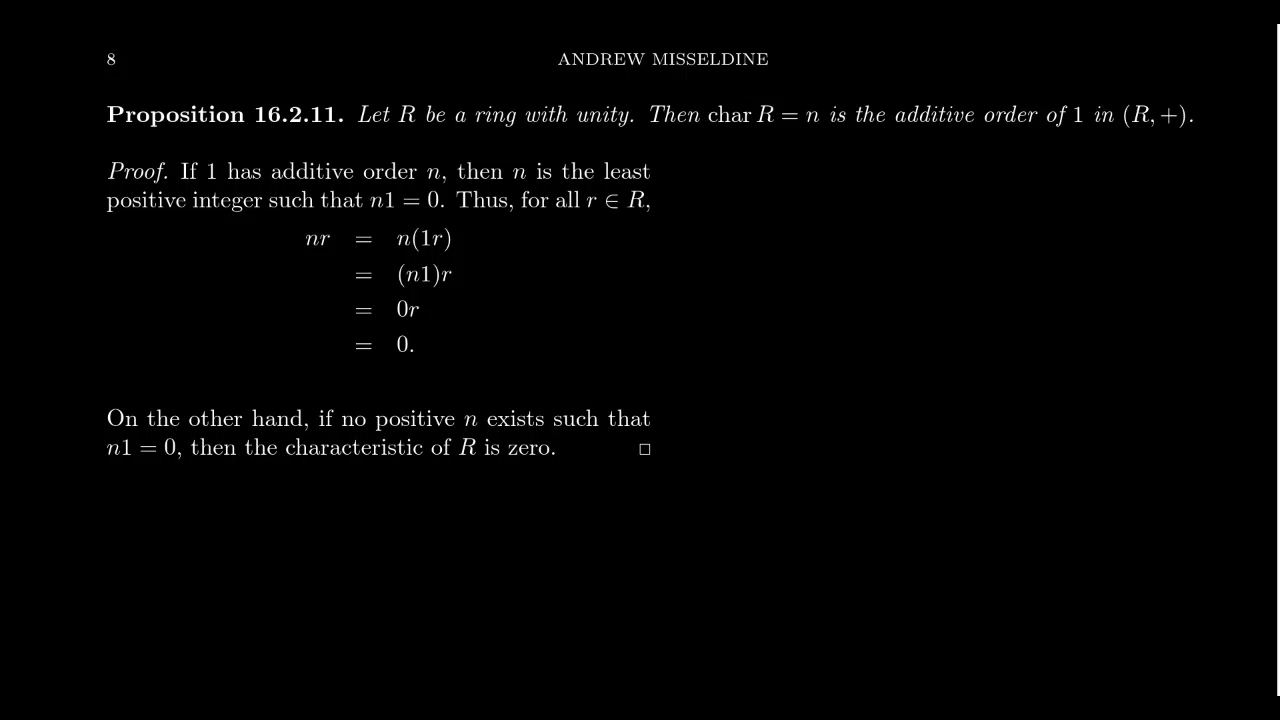 8 ANDREW MISSELDINE
Proposition 16.2.11. Let R be a ring with unity. Then char R = n is the additive order of 1 in (R, +).
Proof. If 1 has additive order n, then n is the least
positive integer such that n1 = 0. Thus, for all r ∈ R,
nr = n(1r)
= (n1)r
= 0r
= 0.
On the other hand, if no positive n exists such that
n1 = 0, then the characteristic of R is zero. □